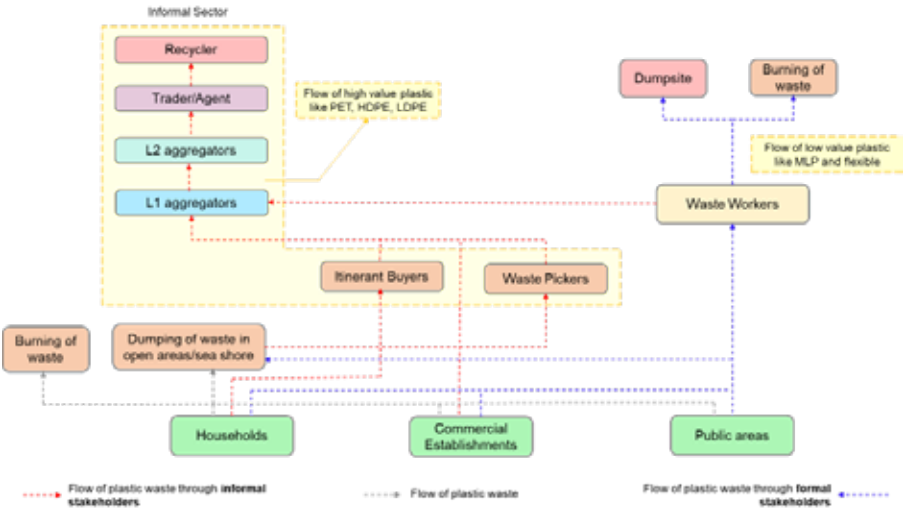 Informal Sector
Recycler
Trader/Agent
L2 aggregators
L1 aggregators
Flow of high value plastic
like PET, HDPE, LDPE
Dumpsite
Burning of
waste
Flow of low value plastic
like MLP and flexible
Waste Workers
Itinerant Buyers
Waste Pickers
Burning of
waste
Dumping of waste in
open areas/sea shore
Households
Commercial
Establishments
Public areas
Flow of plastic waste through informal
stakeholders
Flow of plastic waste
Flow of plastic waste through formal
stakeholders